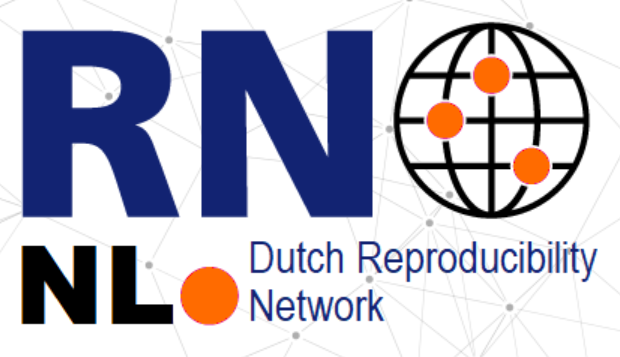 RN
NL
Dutch Reproducibility
Network